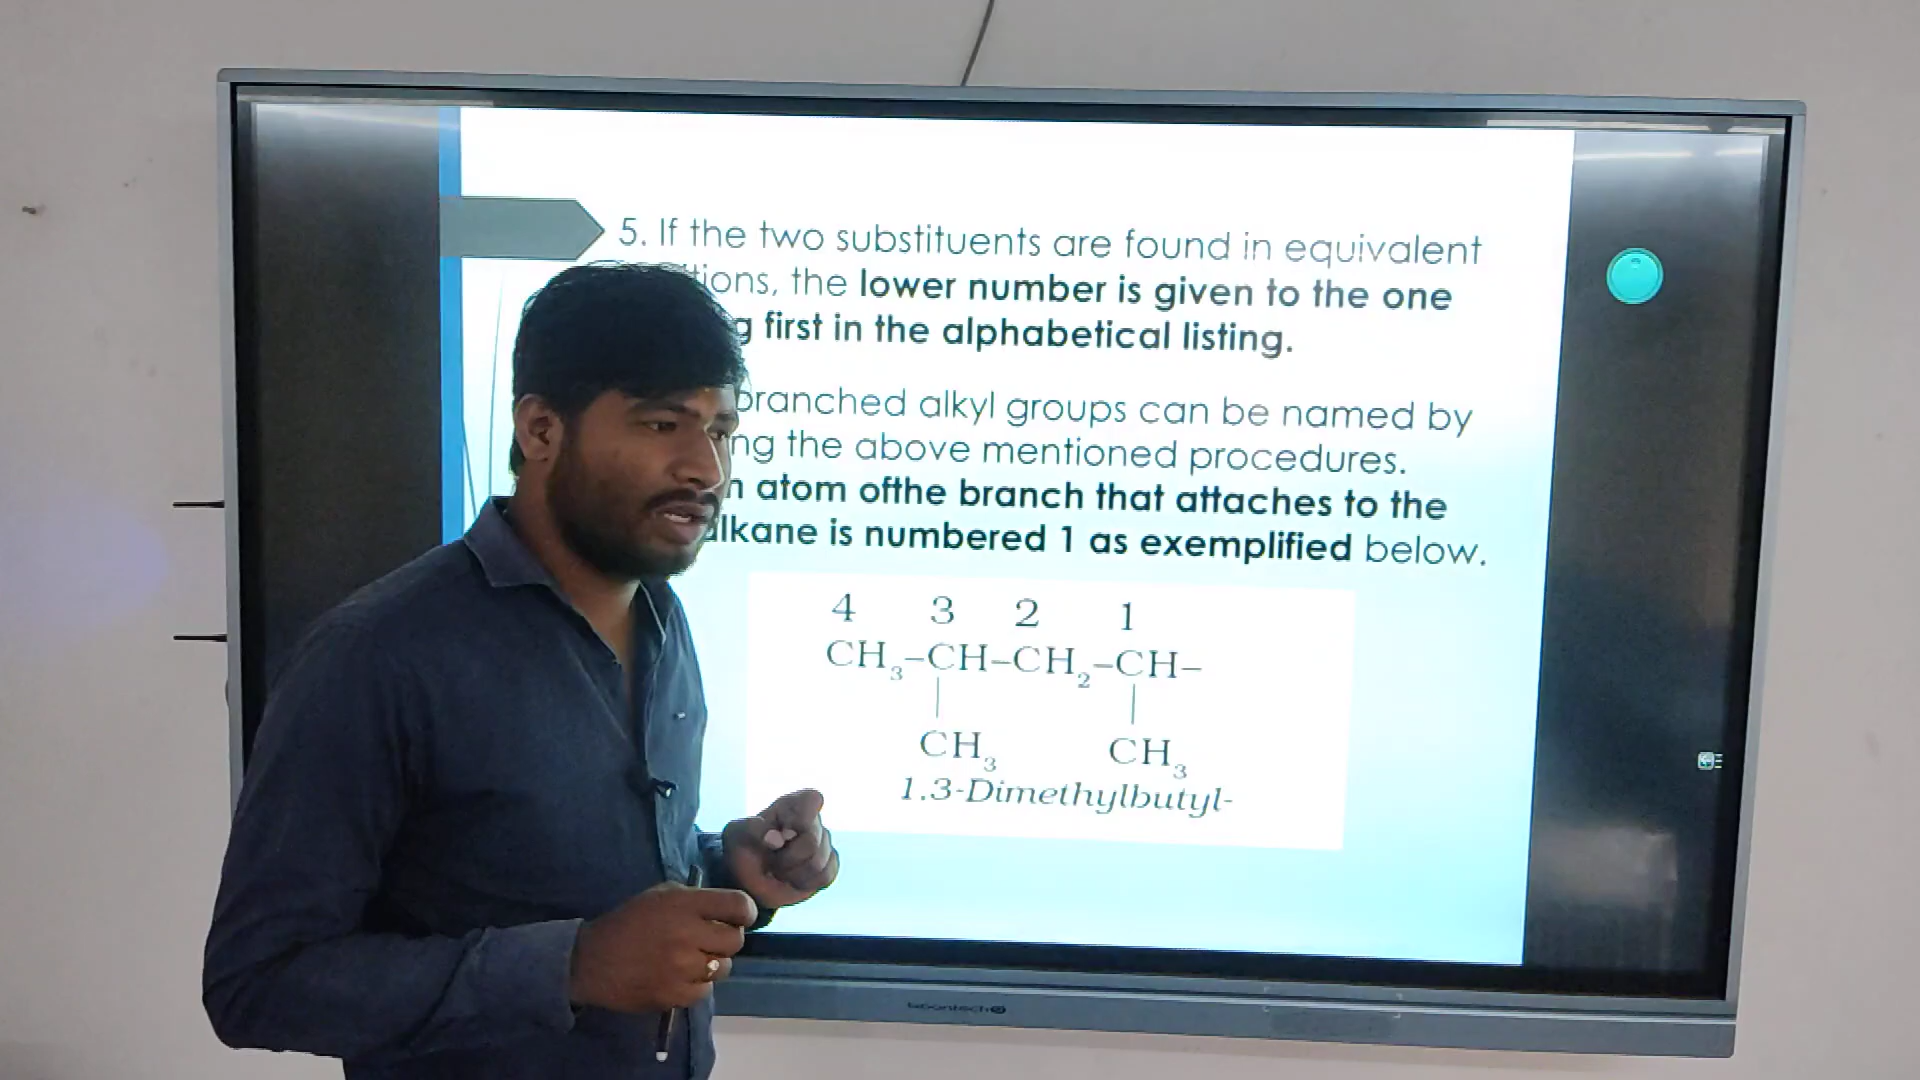 5. If the two substituents are found in equivalent
ions, the lower number is given to the one
g first in the alphabetical listing.
branched alkyl groups can be named by
ng the above mentioned procedures.
n atom ofthe branch that attaches to the
alkane is numbered 1 as exemplified below.
4 3 2 1
CH₃–CH–CH₂–CH–
| |
CH₃ CH₃
1.3-Dimethylbutyl-